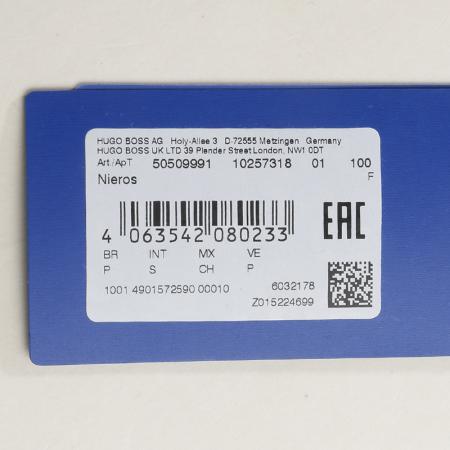 HUGO BOSS AG Holy-Allee 3 D-72555 Metzingen Germany
HUGO BOSS UK LTD 39 Plender Street London, NW1 0DT
Art./ApT 50509991 10257318 01 100
Nieros F
4 063542 080233 EAC
BR INT MX VE
P S CH P
1001 4901572590 00010 6032178
Z015224699